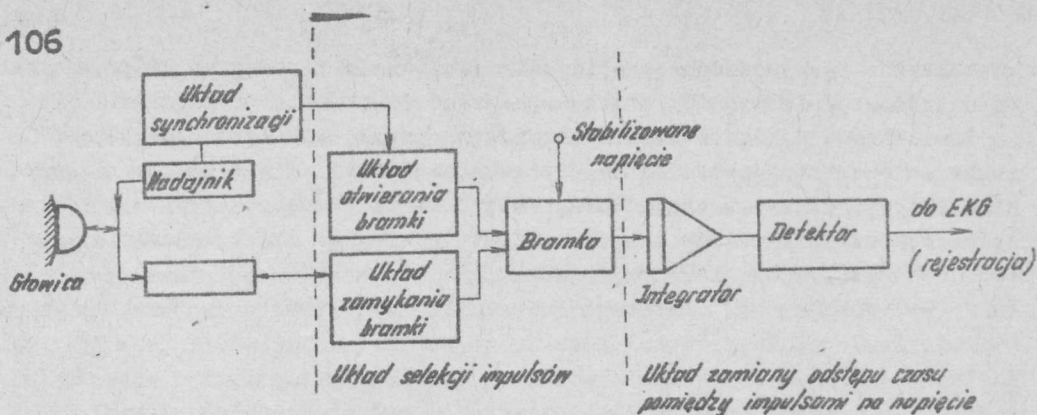 106
Układ
synchronizacji
Nadajnik
Głowica
Układ
otwierania
bramki
Układ
zamykania
bramki
Stabilizowane
napięcie
Bramka
Integrator
Detektor
do EKG
(rejestracja)
Układ selekcji impulsów
Układ zamiany odstępu czasu
pomiędzy impulsami na napięcie